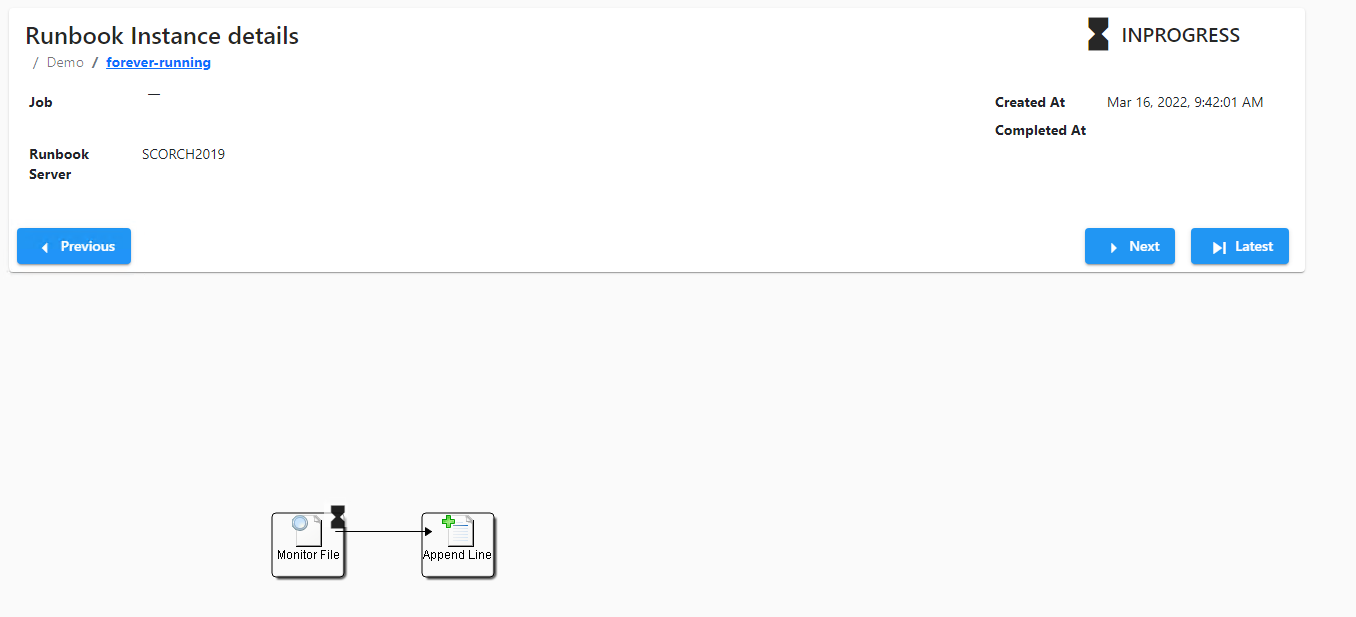 Runbook Instance details
INPROGRESS
/ Demo / forever-running
Job —
Created At Mar 16, 2022, 9:42:01 AM
Completed At
Runbook Server SCORCH2019
Previous
Next
Latest
Monitor File
Append Line